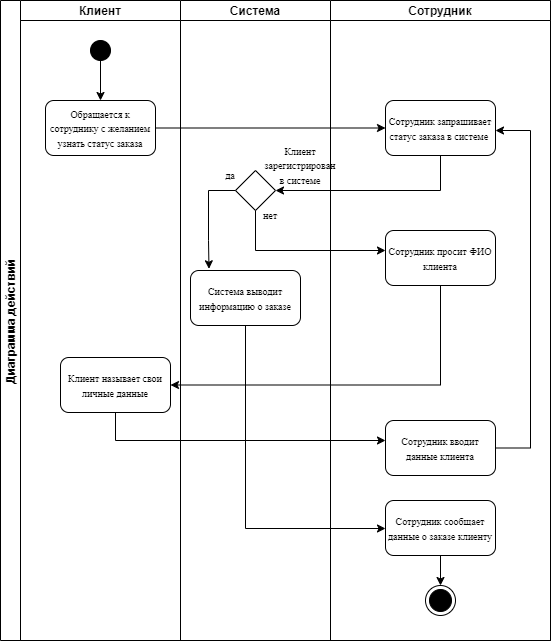 Клиент
Система
Сотрудник
Диаграмма действий
Обращается к
сотруднику с желанием
узнать статус заказа
Сотрудник запрашивает
статус заказа в системе
Клиент
зарегистрирован
в системе
да
нет
Сотрудник просит ФИО
клиента
Система выводит
информацию о заказе
Клиент называет свои
личные данные
Сотрудник вводит
данные клиента
Сотрудник сообщает
данные о заказе клиенту